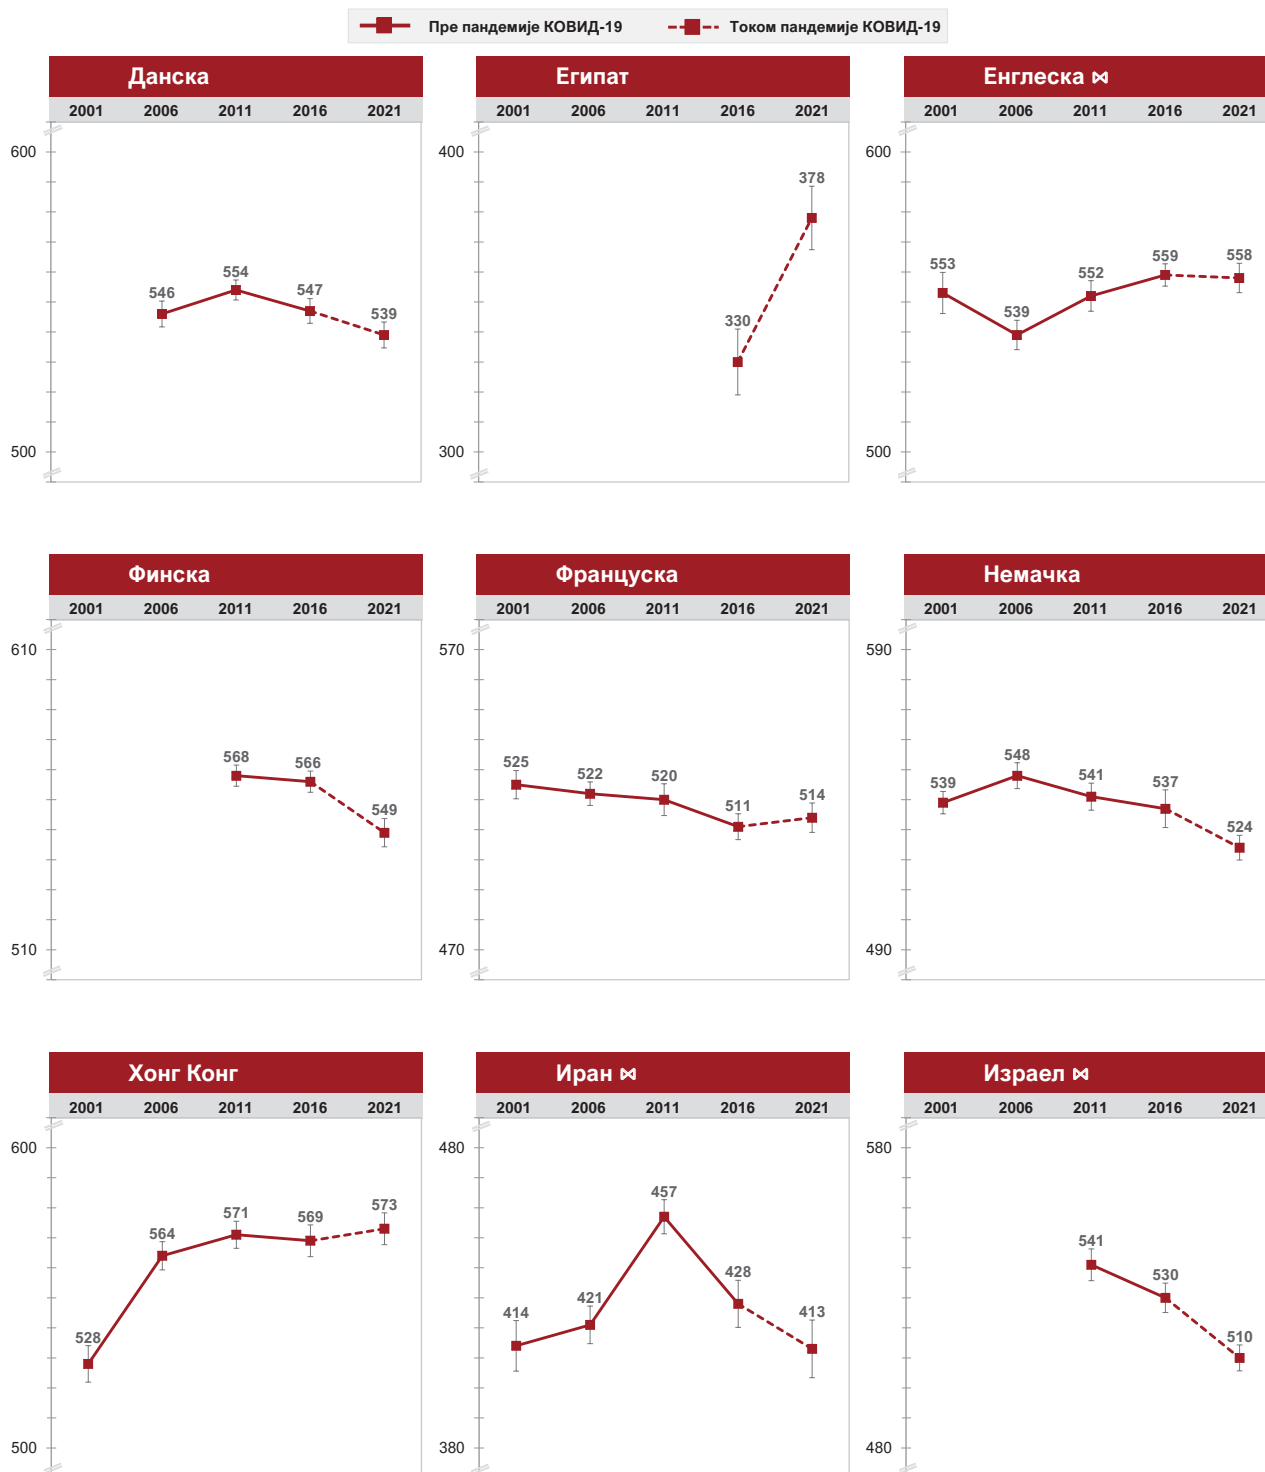 Пре пандемије КОВИД-19 Током пандемије КОВИД-19
Данска
2001 2006 2011 2016 2021
600
546 554 547 539
500
Египат
2001 2006 2011 2016 2021
400
330 378
300
Енглеска ⋈
2001 2006 2011 2016 2021
600
553 539 552 559 558
500
Финска
2001 2006 2011 2016 2021
610
568 566 549
510
Француска
2001 2006 2011 2016 2021
570
525 522 520 511 514
470
Немачка
2001 2006 2011 2016 2021
590
539 548 541 537 524
490
Хонг Конг
2001 2006 2011 2016 2021
600
528 564 571 569 573
500
Иран ⋈
2001 2006 2011 2016 2021
480
414 421 457 428 413
380
Израел ⋈
2001 2006 2011 2016 2021
580
541 530 510
480